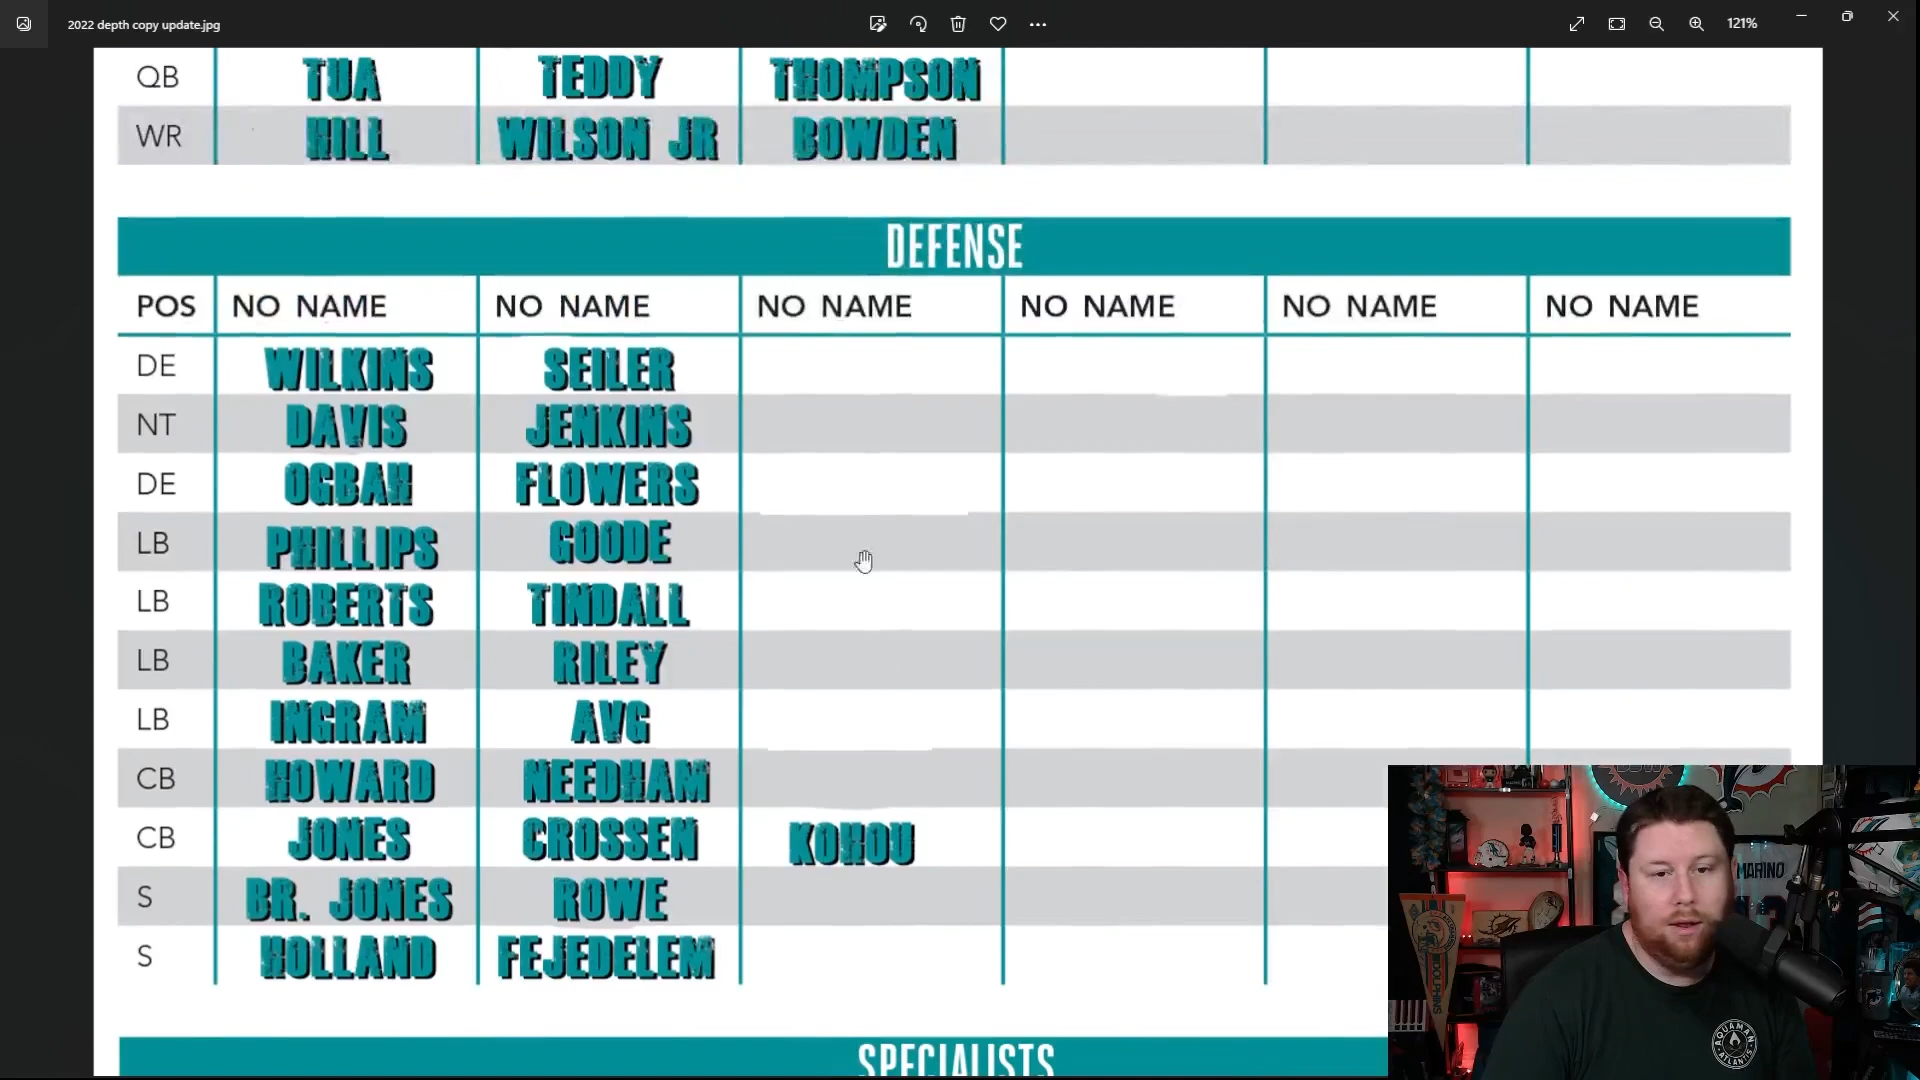 2022 depth copy update.jpg
121%
QB TUA TEDDY THOMPSON
WR HILL WILSON JR BOWDEN
DEFENSE
POS NO NAME NO NAME NO NAME NO NAME NO NAME NO NAME
DE WILKINS SEILER
NT DAVIS JENKINS
DE OGBAH FLOWERS
LB PHILLIPS GOODE
LB ROBERTS TINDALL
LB BAKER RILEY
LB INGRAM AVG
CB HOWARD NEEDHAM
CB JONES CROSSEN KOHOU
S BR. JONES ROWE
S HOLLAND FEJEDELEM
SPECIALISTS
MARINO
DOLPHINS
AQUAMAN
ATLANTIS